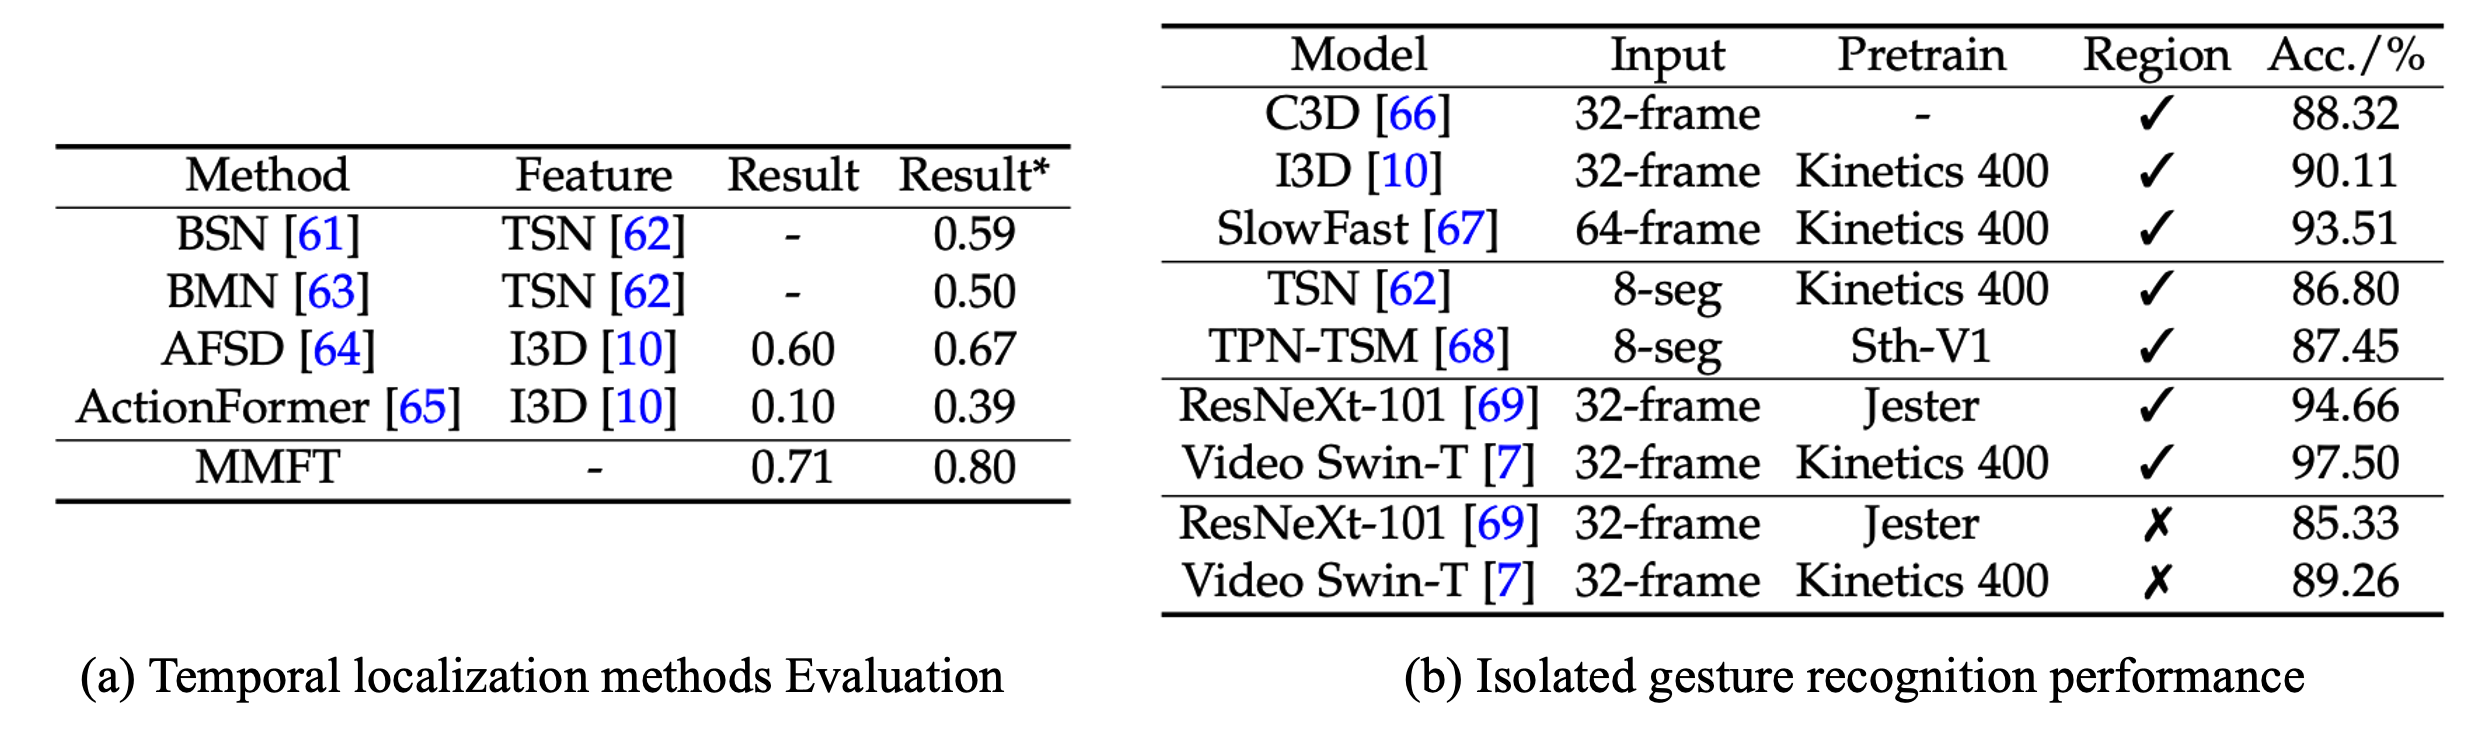 Method Feature Result Result*
BSN [61] TSN [62] - 0.59
BMN [63] TSN [62] - 0.50
AFSD [64] I3D [10] 0.60 0.67
ActionFormer [65] I3D [10] 0.10 0.39
MMFT - 0.71 0.80
(a) Temporal localization methods Evaluation
Model Input Pretrain Region Acc./%
C3D [66] 32-frame - ✓ 88.32
I3D [10] 32-frame Kinetics 400 ✓ 90.11
SlowFast [67] 64-frame Kinetics 400 ✓ 93.51
TSN [62] 8-seg Kinetics 400 ✓ 86.80
TPN-TSM [68] 8-seg Sth-V1 ✓ 87.45
ResNeXt-101 [69] 32-frame Jester ✓ 94.66
Video Swin-T [7] 32-frame Kinetics 400 ✓ 97.50
ResNeXt-101 [69] 32-frame Jester ✗ 85.33
Video Swin-T [7] 32-frame Kinetics 400 ✗ 89.26
(b) Isolated gesture recognition performance